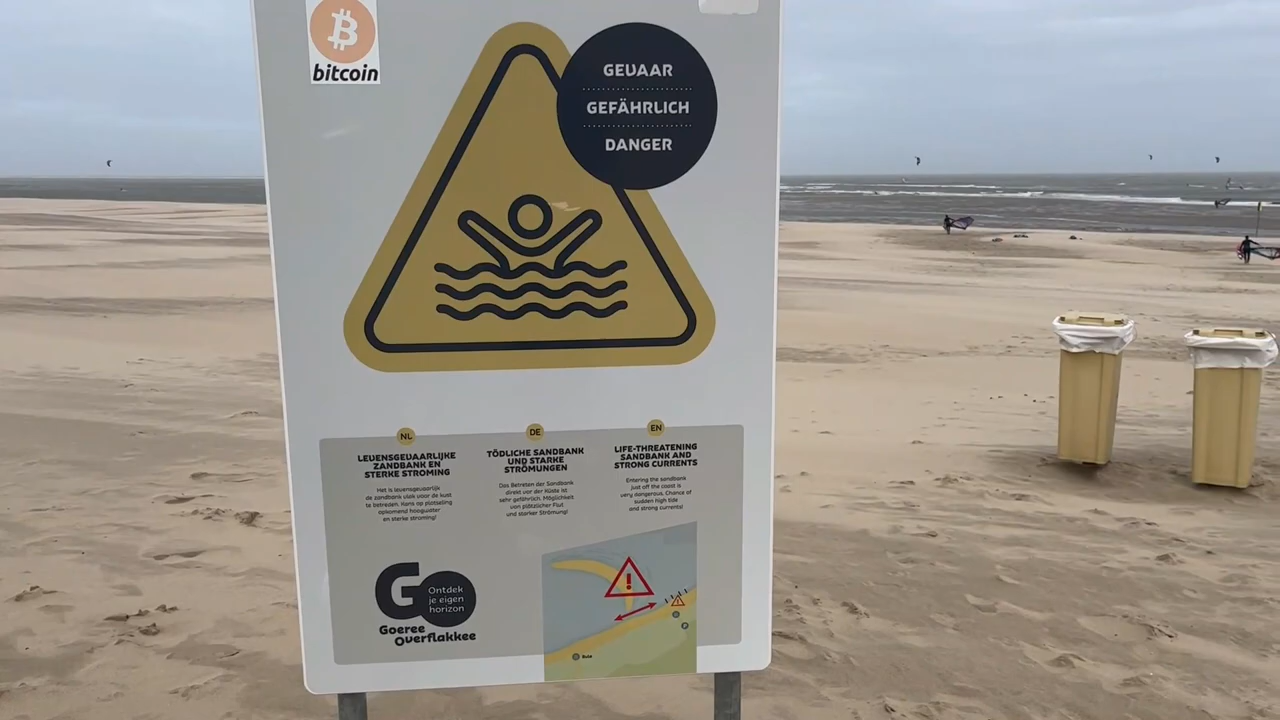 bitcoin
GEVAAR
GEFÄHRLICH
DANGER
NL
LEVENSGEVAARLIJKE
ZANDBANK EN
STERKE STROMING
Het is levensgevaarlijk
de zandbank vlak voor de kust
te betreden. Kans op plotseling
opkomend hoogwater
en sterke stroming!
DE
TÖDLICHE SANDBANK
UND STARKE
STRÖMUNGEN
Das Betreten der Sandbank
direkt vor der Küste ist
sehr gefährlich. Möglichkeit
von plötzlicher Flut
und starker Strömung!
EN
LIFE-THREATENING
SANDBANK AND
STRONG CURRENTS
Entering the sandbank
just off the coast is
very dangerous. Chance of
sudden high tide
and strong currents!
GO
Ontdek
je eigen
horizon
Goeree
Overflakkee